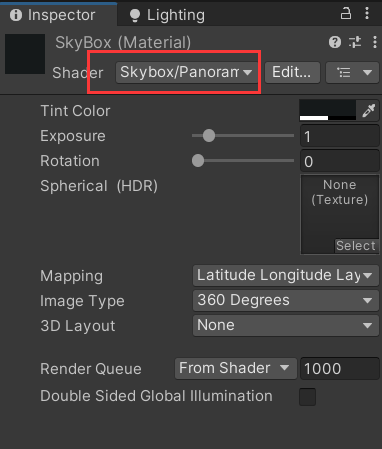 Inspector Lighting
SkyBox (Material)
Shader Skybox/Panoram Edit...
Tint Color
Exposure 1
Rotation 0
Spherical (HDR) None
(Texture)
Select
Mapping Latitude Longitude Lay
Image Type 360 Degrees
3D Layout None
Render Queue From Shader 1000
Double Sided Global Illumination